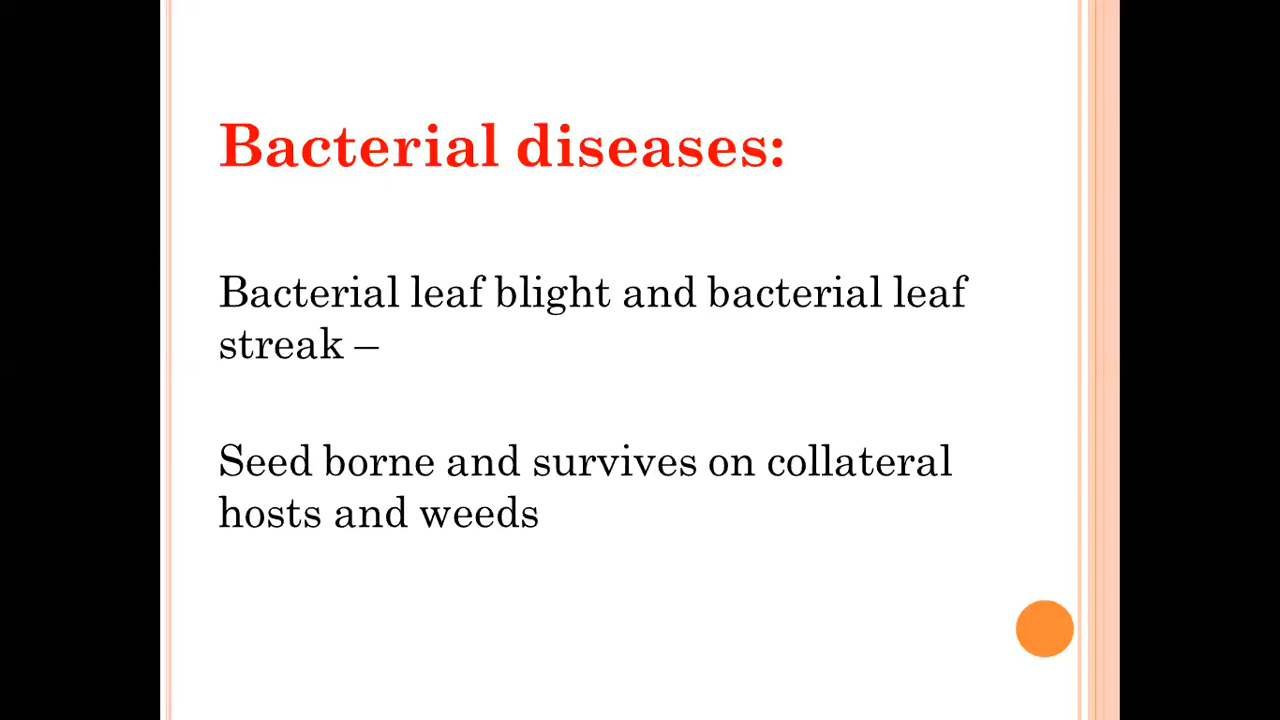 Bacterial diseases:
Bacterial leaf blight and bacterial leaf
streak –
Seed borne and survives on collateral
hosts and weeds